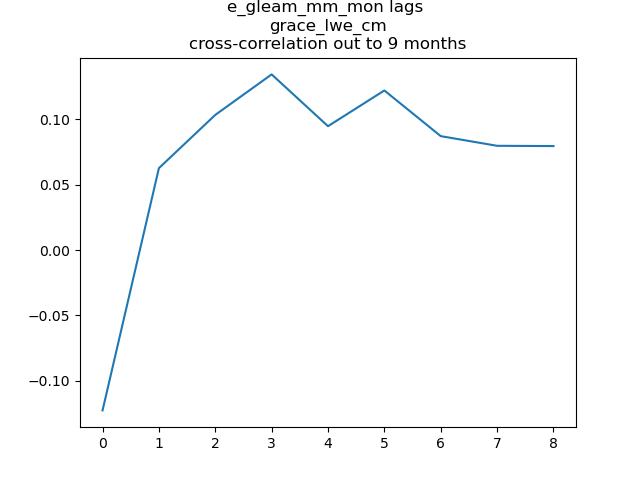 e_gleam_mm_mon lags
grace_lwe_cm
cross-correlation out to 9 months
0.10
0.05
0.00
−0.05
−0.10
0 1 2 3 4 5 6 7 8